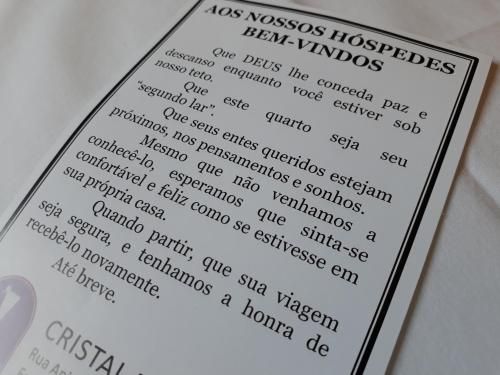 AOS NOSSOS HÓSPEDES
BEM-VINDOS
Que DEUS lhe conceda paz e
descanso enquanto você estiver sob
nosso teto.
Que este quarto seja seu
"segundo lar".
Que seus entes queridos estejam
próximos, nos pensamentos e sonhos.
Mesmo que não venhamos a
conhecê-lo, esperamos que sinta-se
confortável e feliz como se estivesse em
sua própria casa.
Quando partir, que sua viagem
seja segura, e tenhamos a honra de
recebê-lo novamente.
Até breve.
CRISTAL
Rua